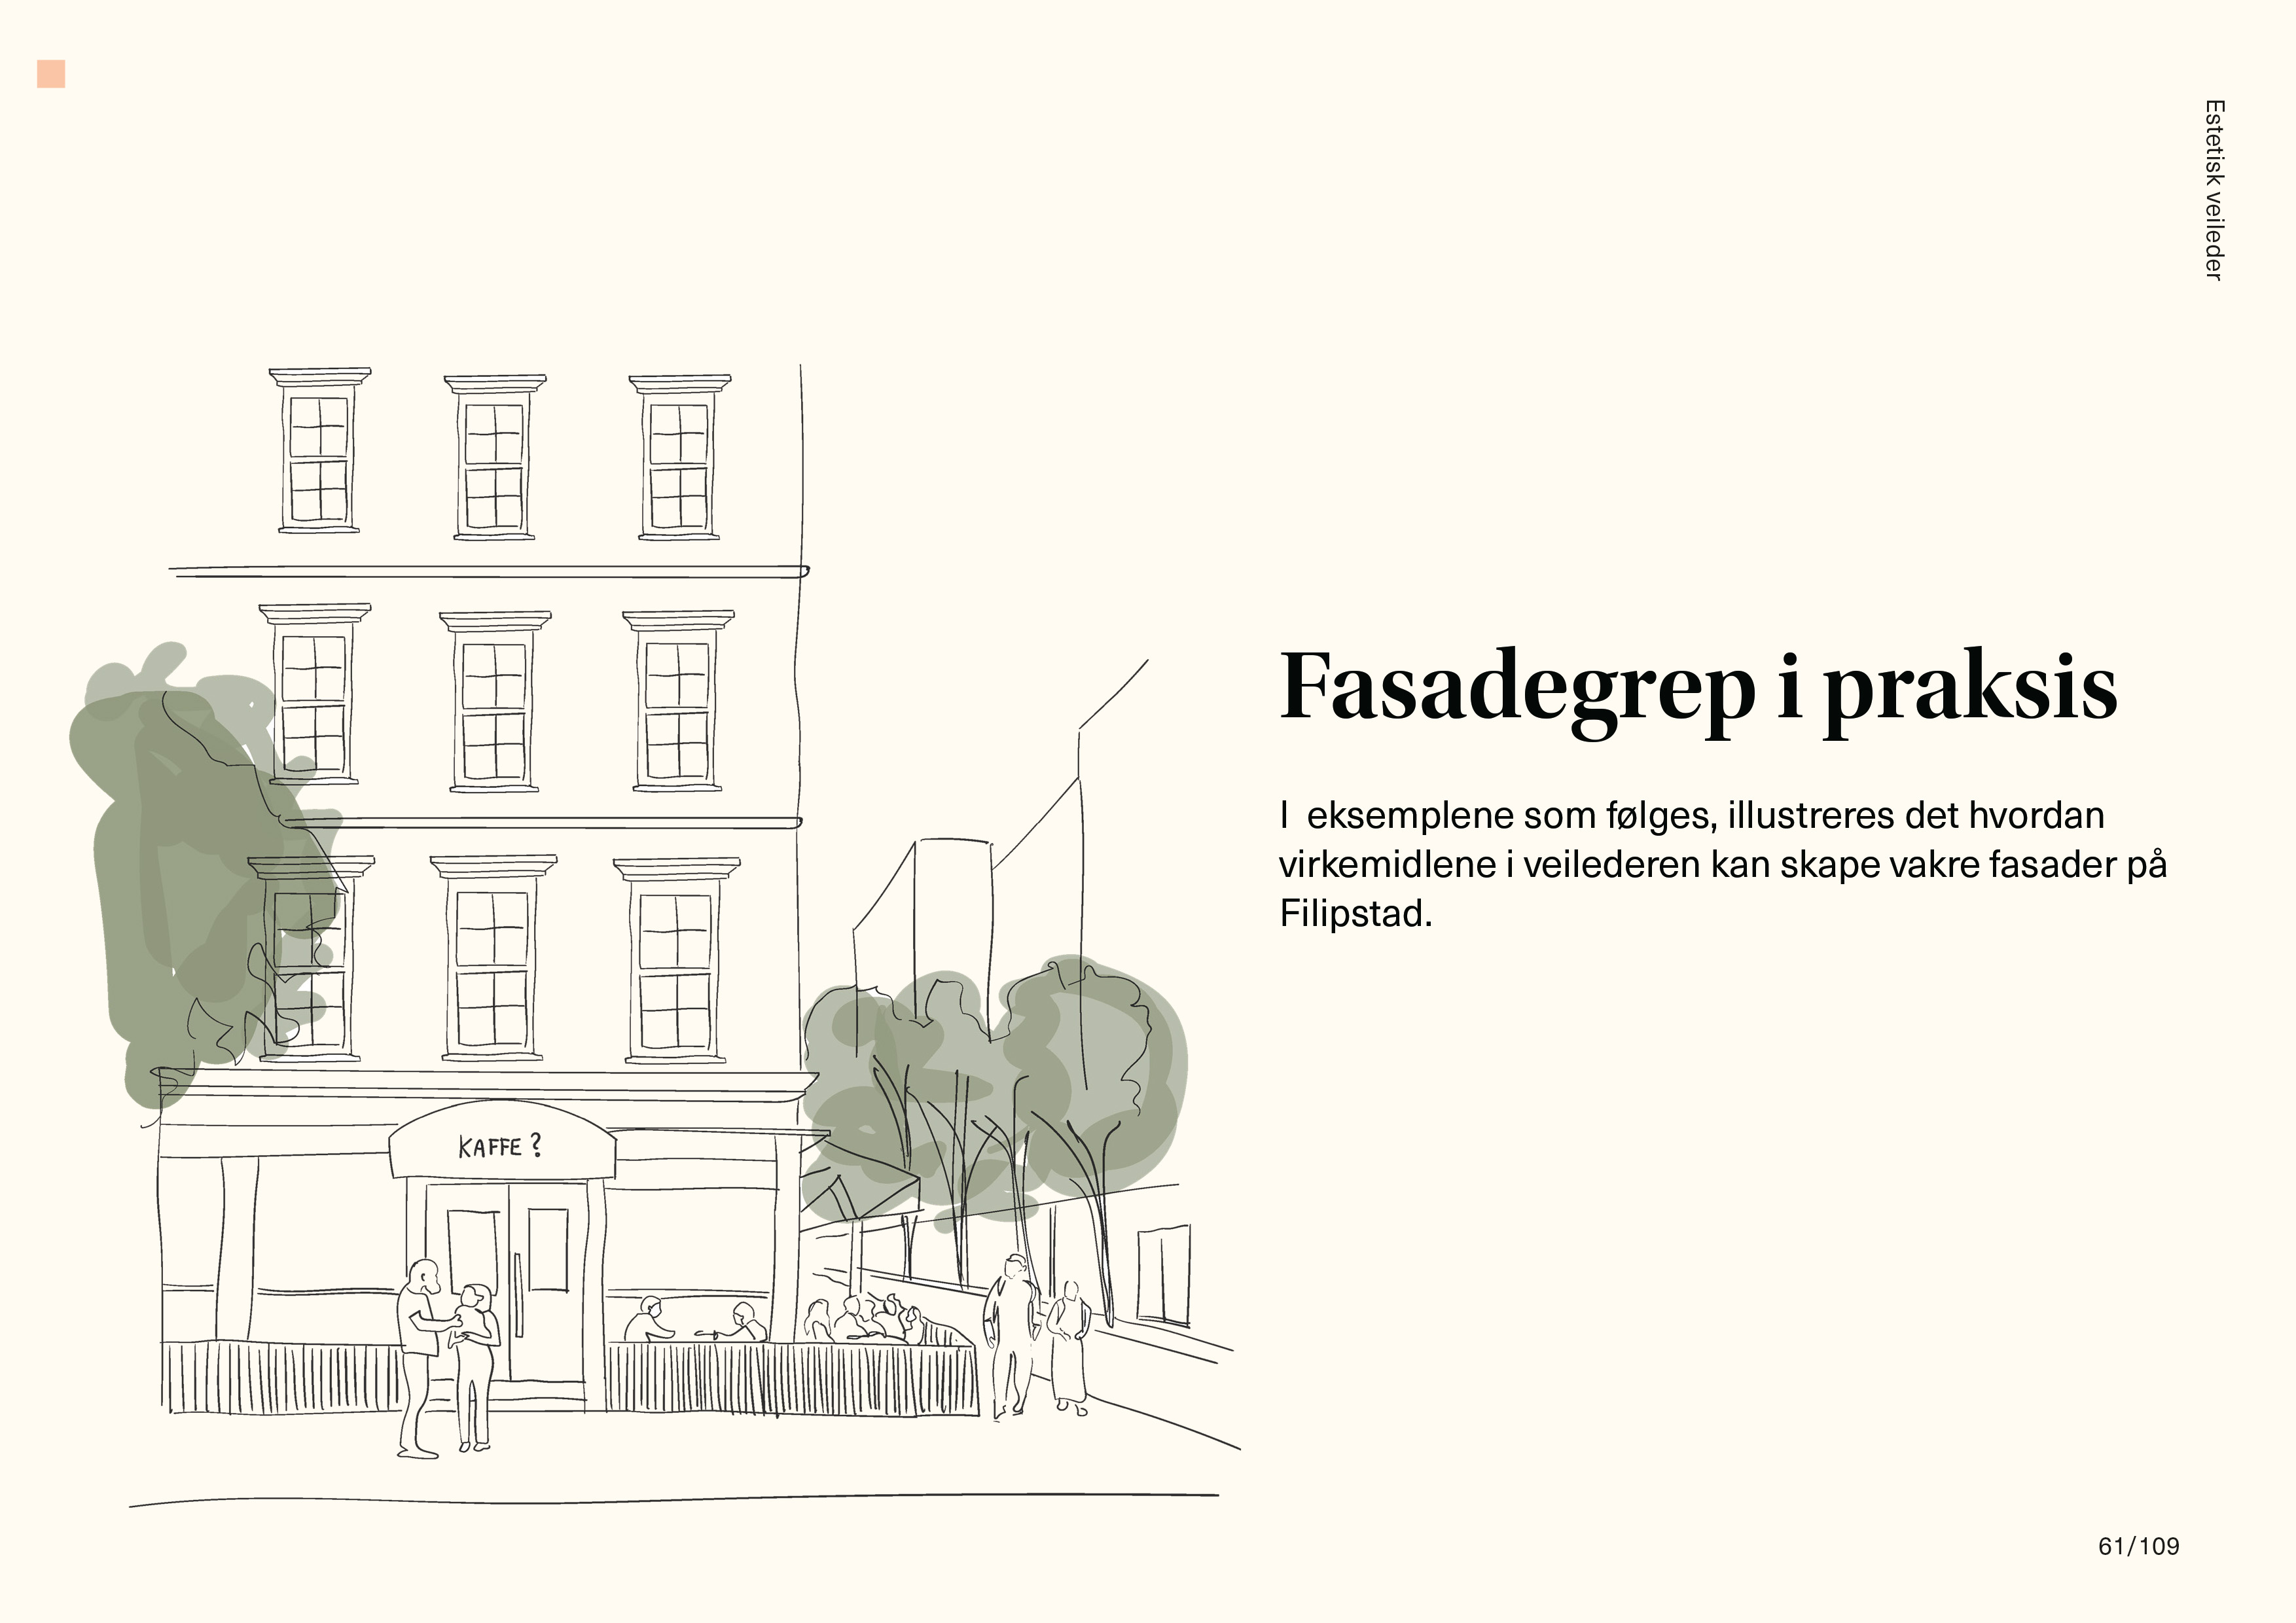 Estetisk veileder
Fasadegrep i praksis
I  eksemplene som følges, illustreres det hvordan
virkemidlene i veilederen kan skape vakre fasader på
Filipstad.
KAFFE ?
61/109